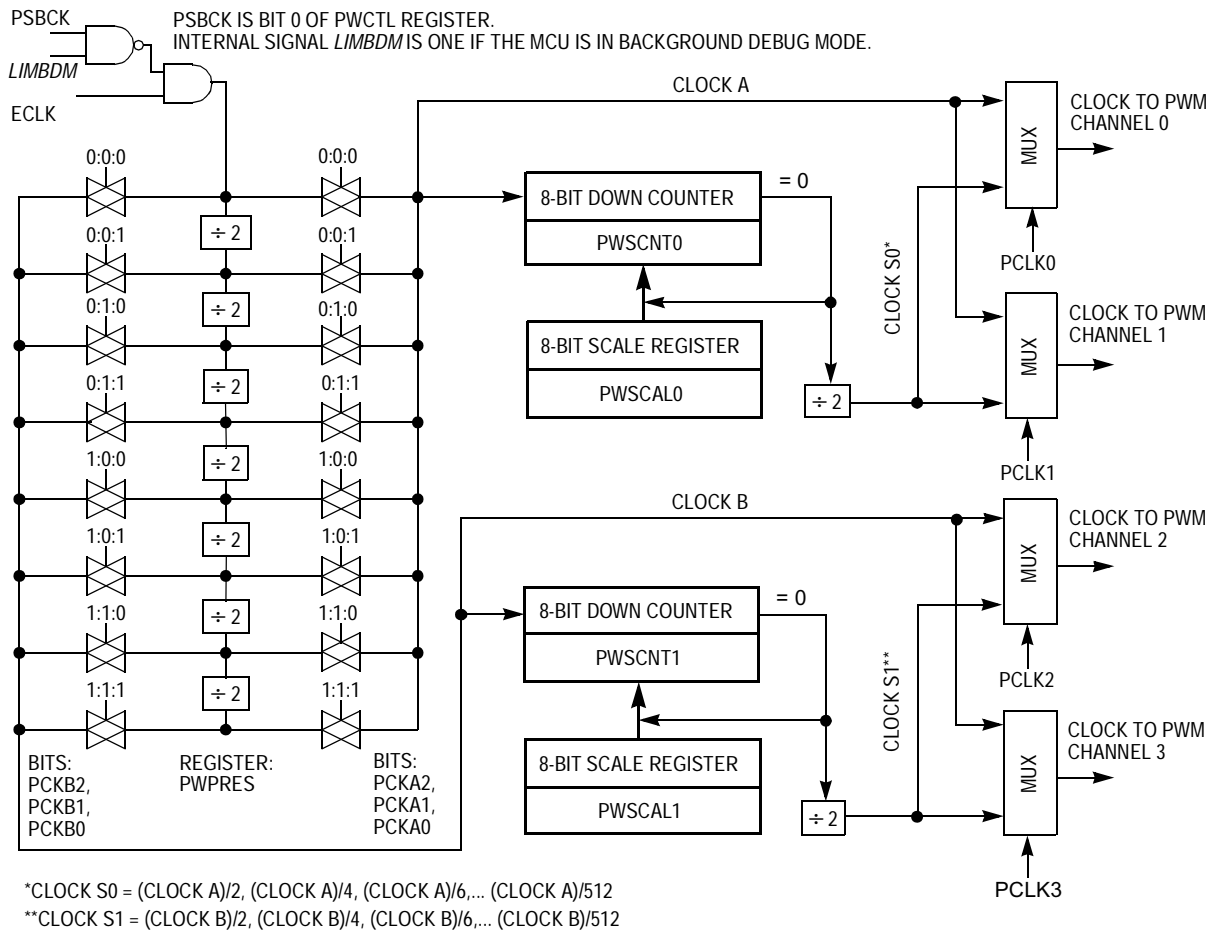 PSBCK
PSBCK IS BIT 0 OF PWCTL REGISTER.
INTERNAL SIGNAL LIMBDM IS ONE IF THE MCU IS IN BACKGROUND DEBUG MODE.
LIMBDM
ECLK
CLOCK A
CLOCK TO PWM
CHANNEL 0
MUX
PCLK0
0:0:0
0:0:0
÷ 2
0:0:1
0:0:1
÷ 2
0:1:0
0:1:0
÷ 2
0:1:1
0:1:1
÷ 2
1:0:0
1:0:0
÷ 2
1:0:1
1:0:1
÷ 2
1:1:0
1:1:0
÷ 2
1:1:1
1:1:1
8-BIT DOWN COUNTER
= 0
PWSCNT0
8-BIT SCALE REGISTER
PWSCAL0
÷ 2
CLOCK S0*
CLOCK TO PWM
CHANNEL 1
MUX
PCLK1
CLOCK B
CLOCK TO PWM
CHANNEL 2
MUX
PCLK2
8-BIT DOWN COUNTER
= 0
PWSCNT1
8-BIT SCALE REGISTER
PWSCAL1
÷ 2
CLOCK S1**
CLOCK TO PWM
CHANNEL 3
MUX
PCLK3
BITS:
PCKB2,
PCKB1,
PCKB0
REGISTER:
PWPRES
BITS:
PCKA2,
PCKA1,
PCKA0
*CLOCK S0 = (CLOCK A)/2, (CLOCK A)/4, (CLOCK A)/6,... (CLOCK A)/512
**CLOCK S1 = (CLOCK B)/2, (CLOCK B)/4, (CLOCK B)/6,... (CLOCK B)/512